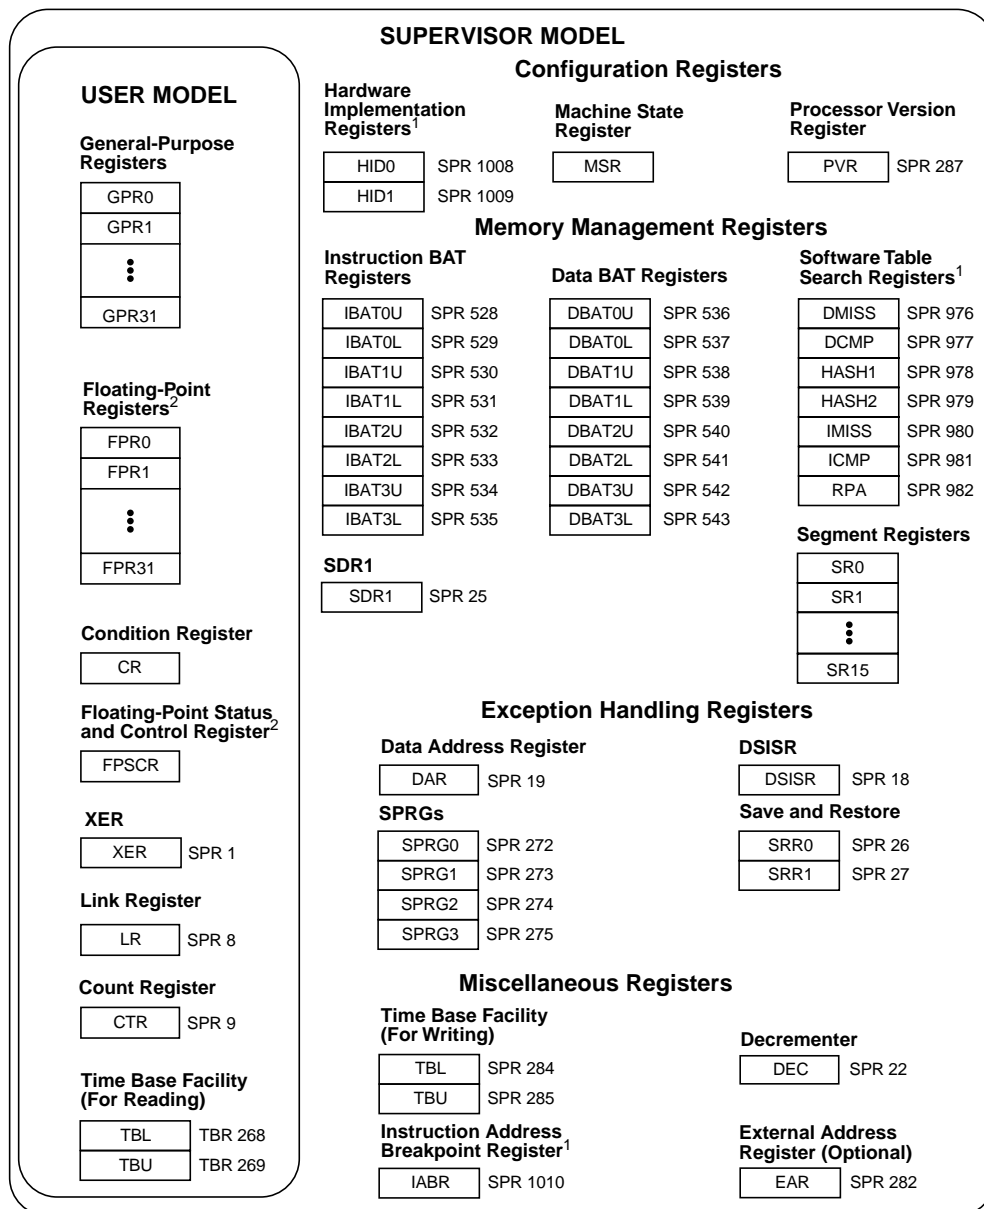 SUPERVISOR MODEL
USER MODEL
General-Purpose
Registers
GPR0
GPR1
GPR31
Floating-Point
Registers2
FPR0
FPR1
FPR31
Condition Register
CR
Floating-Point Status
and Control Register2
FPSCR
XER
XER SPR 1
Link Register
LR SPR 8
Count Register
CTR SPR 9
Time Base Facility
(For Reading)
TBL TBR 268
TBU TBR 269
Configuration Registers
Hardware
Implementation
Registers1
HID0 SPR 1008
HID1 SPR 1009
Machine State
Register
MSR
Processor Version
Register
PVR SPR 287
Memory Management Registers
Instruction BAT
Registers
IBAT0U SPR 528
IBAT0L SPR 529
IBAT1U SPR 530
IBAT1L SPR 531
IBAT2U SPR 532
IBAT2L SPR 533
IBAT3U SPR 534
IBAT3L SPR 535
Data BAT Registers
DBAT0U SPR 536
DBAT0L SPR 537
DBAT1U SPR 538
DBAT1L SPR 539
DBAT2U SPR 540
DBAT2L SPR 541
DBAT3U SPR 542
DBAT3L SPR 543
Software Table
Search Registers1
DMISS SPR 976
DCMP SPR 977
HASH1 SPR 978
HASH2 SPR 979
IMISS SPR 980
ICMP SPR 981
RPA SPR 982
SDR1
SDR1 SPR 25
Segment Registers
SR0
SR1
SR15
Exception Handling Registers
Data Address Register
DAR SPR 19
DSISR
DSISR SPR 18
SPRGs
SPRG0 SPR 272
SPRG1 SPR 273
SPRG2 SPR 274
SPRG3 SPR 275
Save and Restore
SRR0 SPR 26
SRR1 SPR 27
Miscellaneous Registers
Time Base Facility
(For Writing)
TBL SPR 284
TBU SPR 285
Decrementer
DEC SPR 22
Instruction Address
Breakpoint Register1
IABR SPR 1010
External Address
Register (Optional)
EAR SPR 282